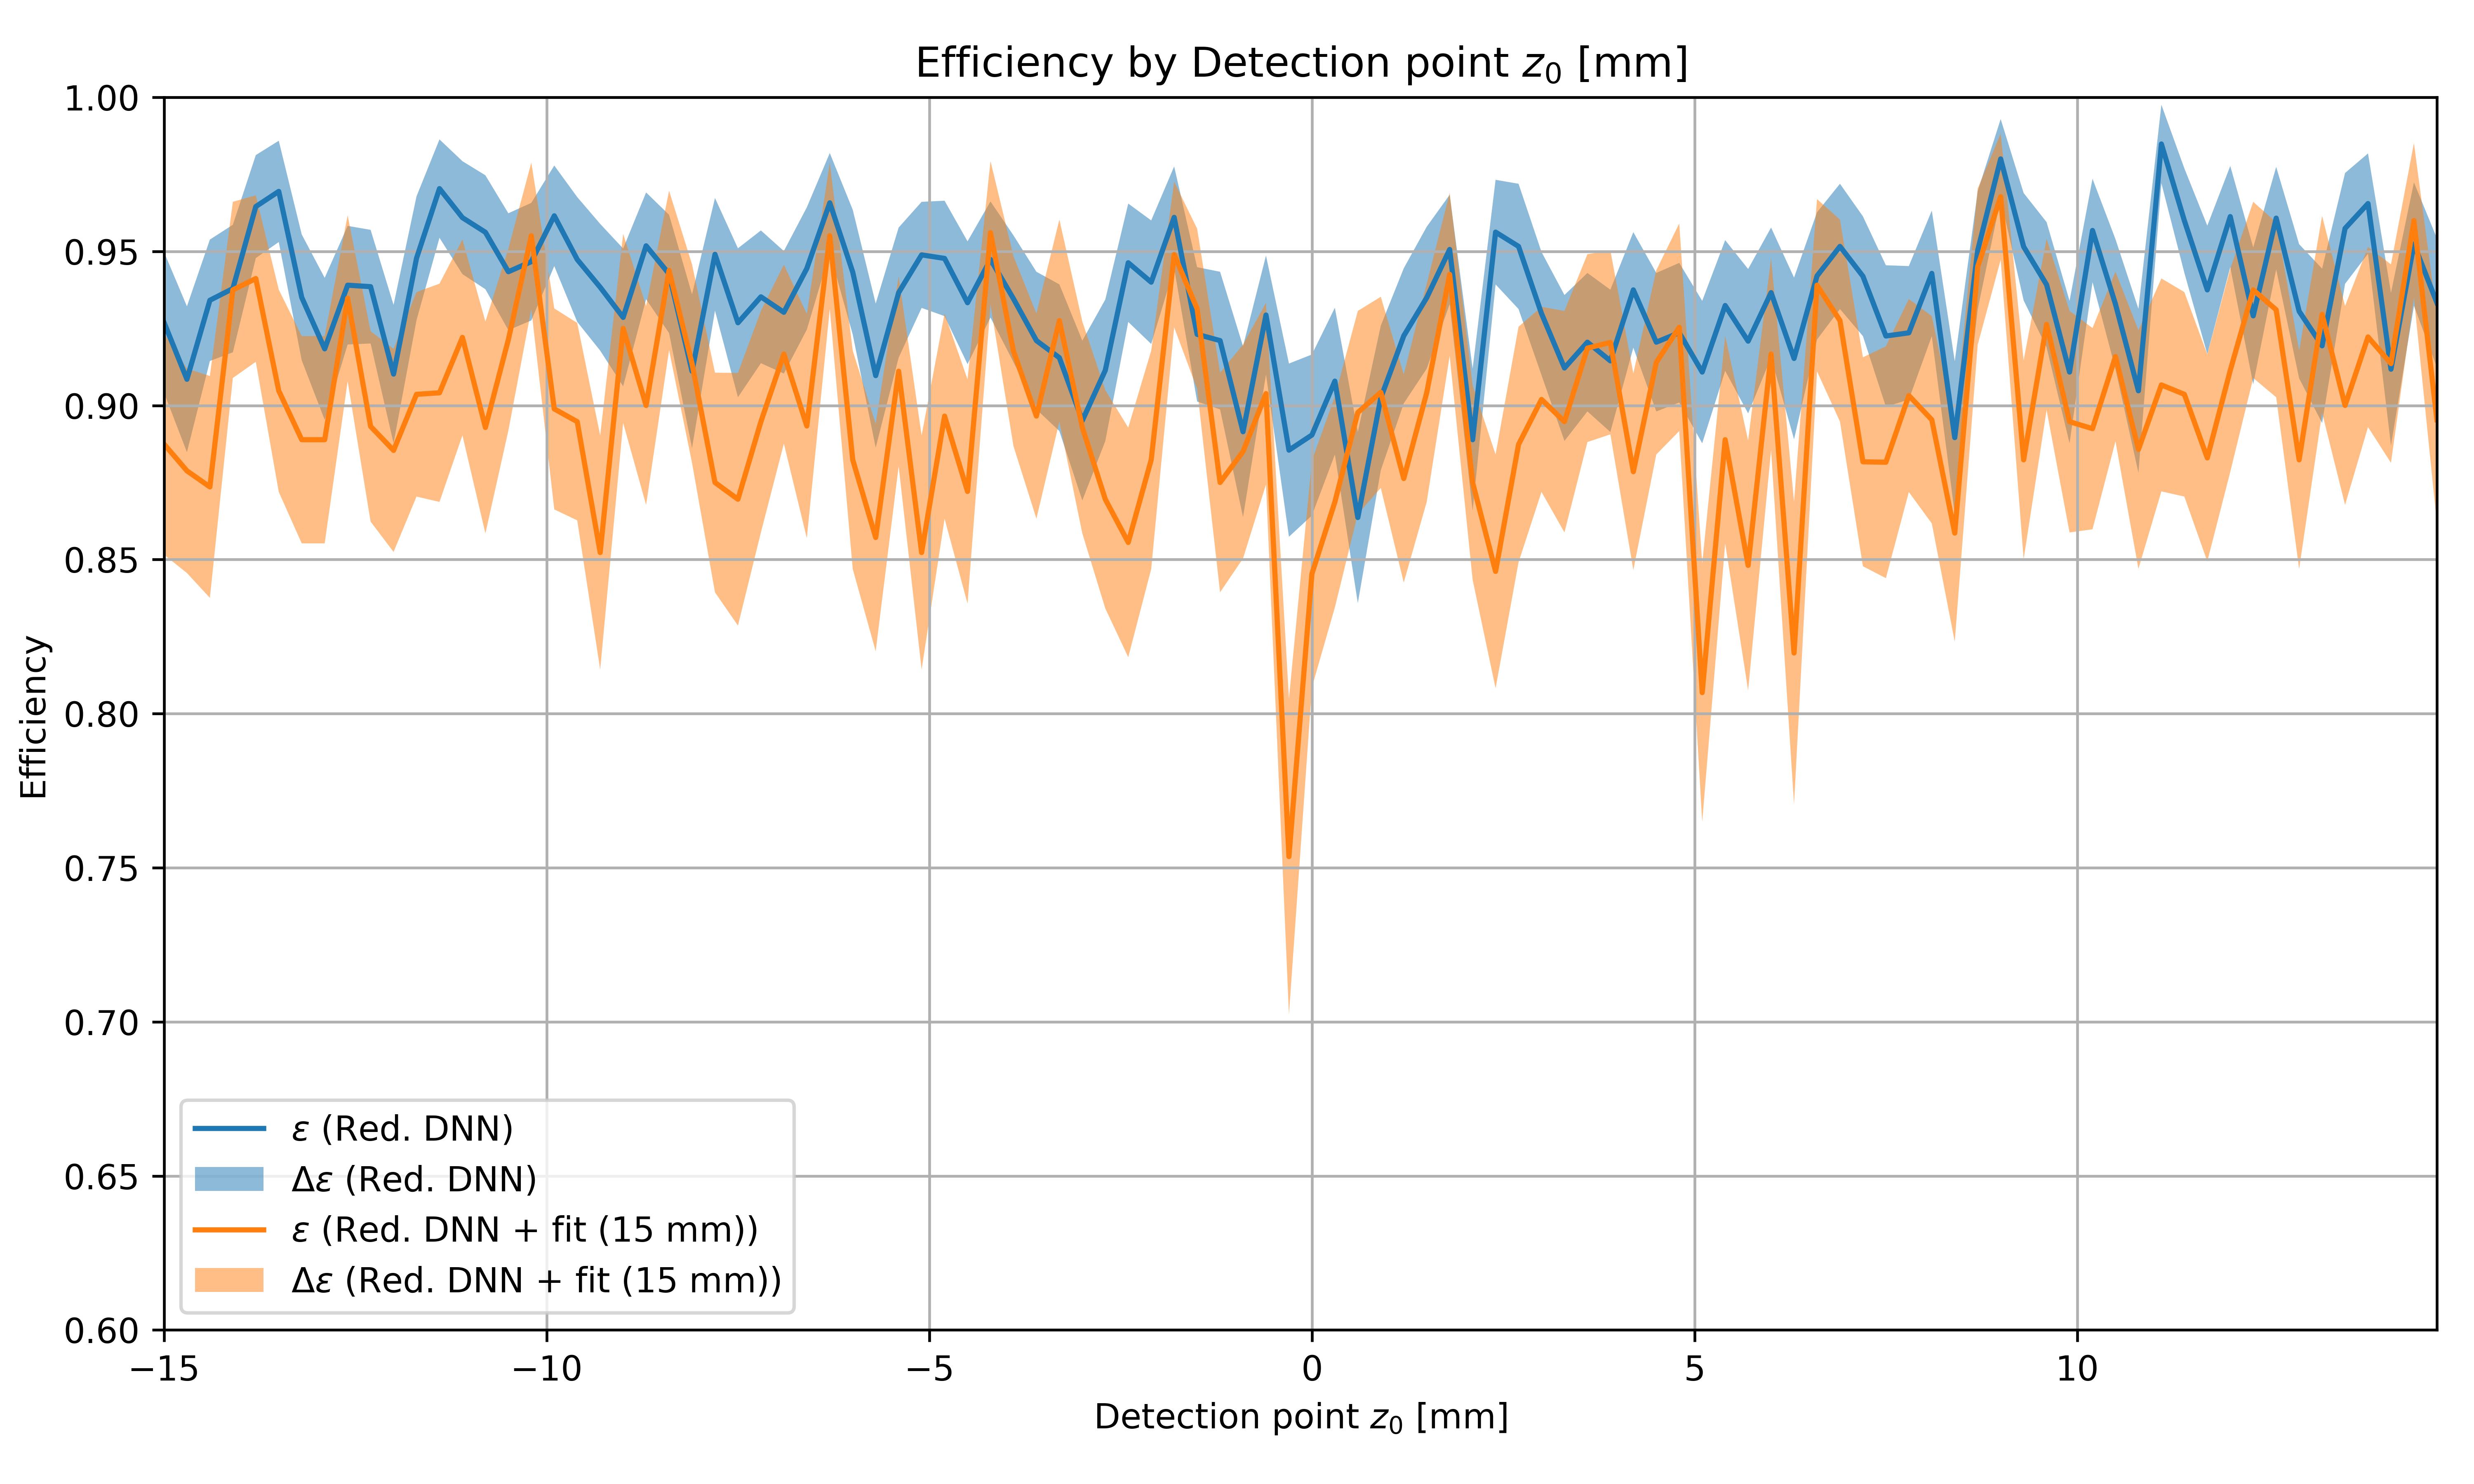 Efficiency by Detection point z₀ [mm]
1.00
0.95
0.90
0.85
0.80
0.75
0.70
0.65
0.60
Efficiency
ε (Red. DNN)
Δε (Red. DNN)
ε (Red. DNN + fit (15 mm))
Δε (Red. DNN + fit (15 mm))
−15 −10 −5 0 5 10
Detection point z₀ [mm]